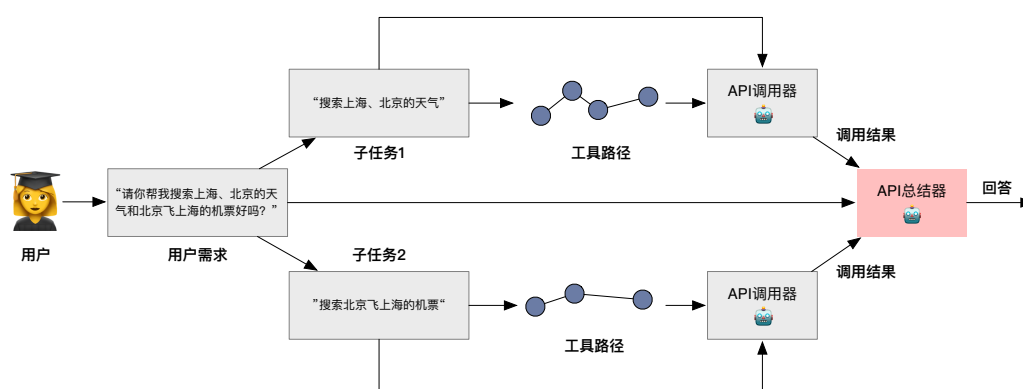 “搜索上海、北京的天气”
API调用器
子任务1
工具路径
调用结果
“请你帮我搜索上海、北京的天
气和北京飞上海的机票好吗？”
API总结器
回答
用户
用户需求
子任务2
调用结果
”搜索北京飞上海的机票“
API调用器
工具路径